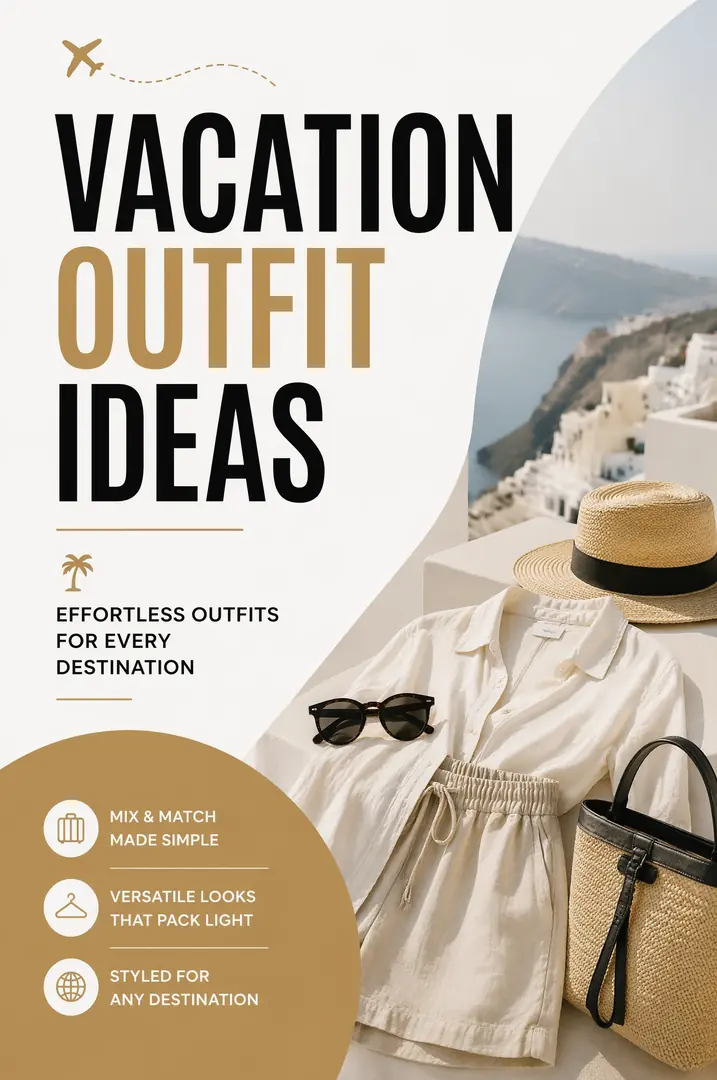 VACATION
OUTFIT
IDEAS
EFFORTLESS OUTFITS
FOR EVERY
DESTINATION
MIX & MATCH
MADE SIMPLE
VERSATILE LOOKS
THAT PACK LIGHT
STYLED FOR
ANY DESTINATION